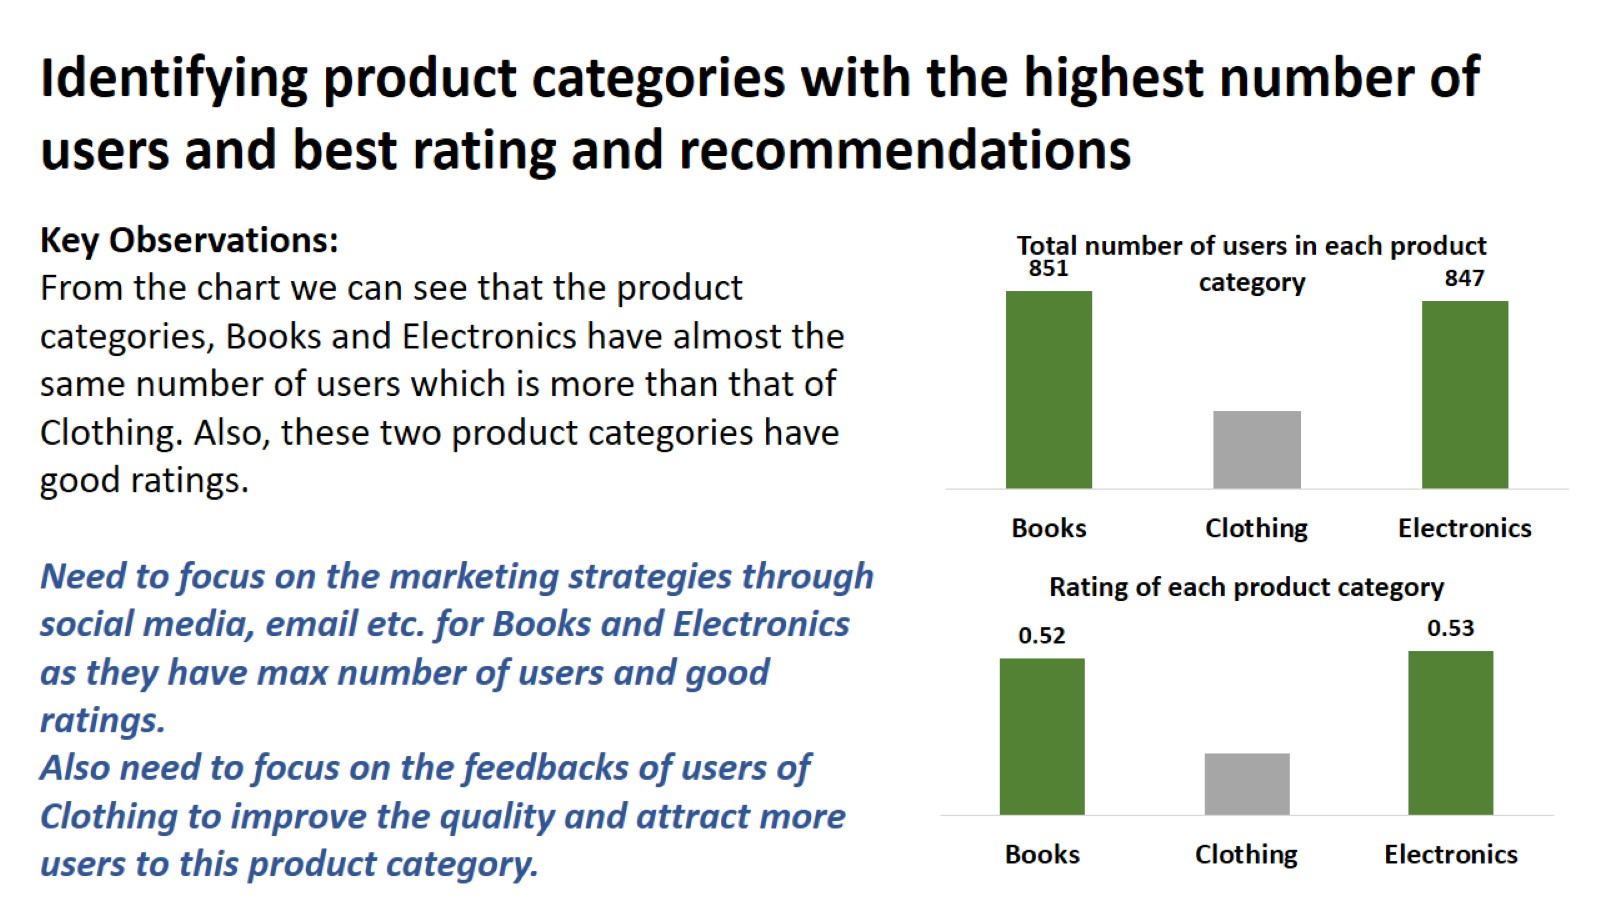 Identifying product categories with the highest number of
users and best rating and recommendations
Key Observations:
From the chart we can see that the product
categories, Books and Electronics have almost the
same number of users which is more than that of
Clothing. Also, these two product categories have
good ratings.
Need to focus on the marketing strategies through
social media, email etc. for Books and Electronics
as they have max number of users and good
ratings.
Also need to focus on the feedbacks of users of
Clothing to improve the quality and attract more
users to this product category.
Total number of users in each product
category
851
847
Books
Clothing
Electronics
Rating of each product category
0.52
0.53
Books
Clothing
Electronics